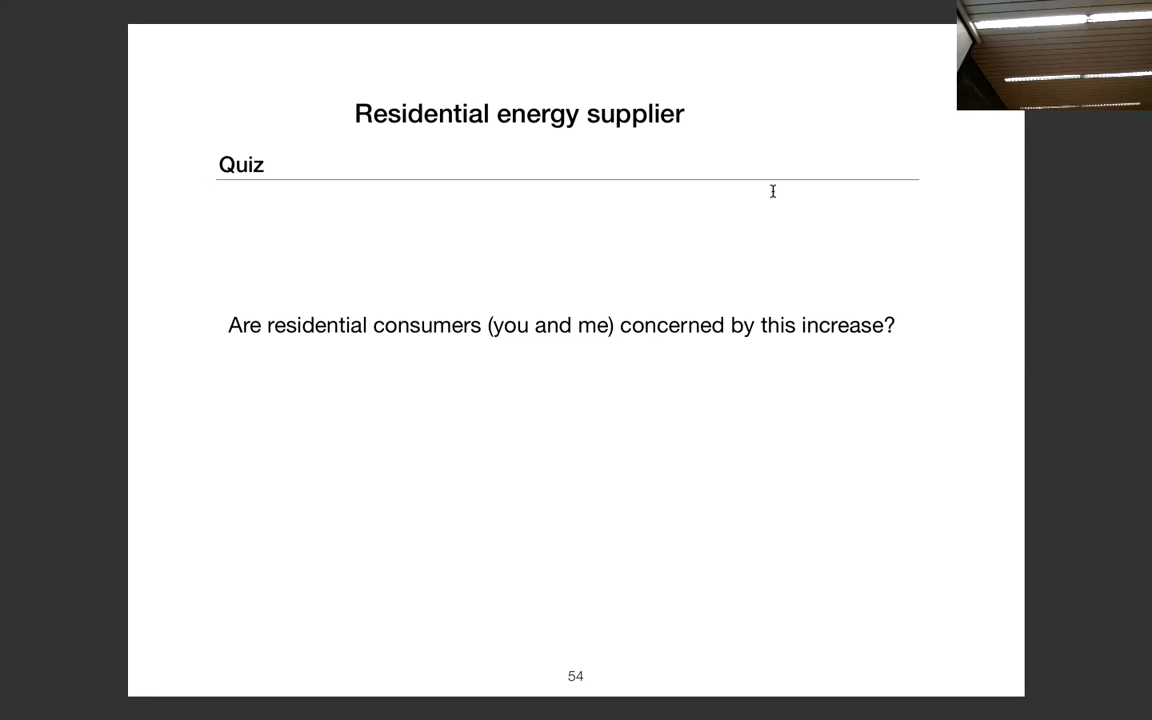 Residential energy supplier
Quiz
Are residential consumers (you and me) concerned by this increase?
54